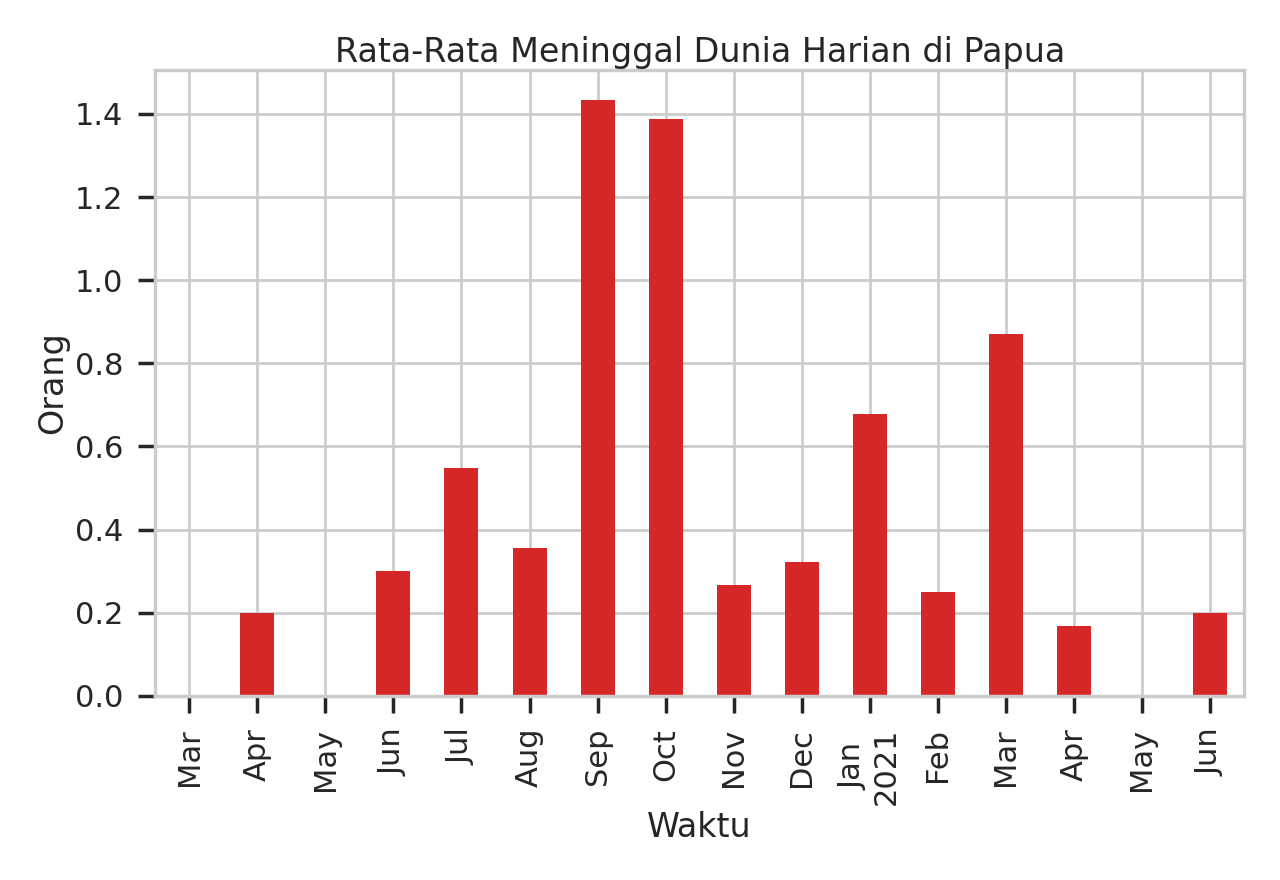 Rata-Rata Meninggal Dunia Harian di Papua
1.4
1.2
1.0
0.8
0.6
0.4
0.2
0.0
Orang
Mar
Apr
May
Jun
Jul
Aug
Sep
Oct
Nov
Dec
Jan
2021
Feb
Mar
Apr
May
Jun
Waktu